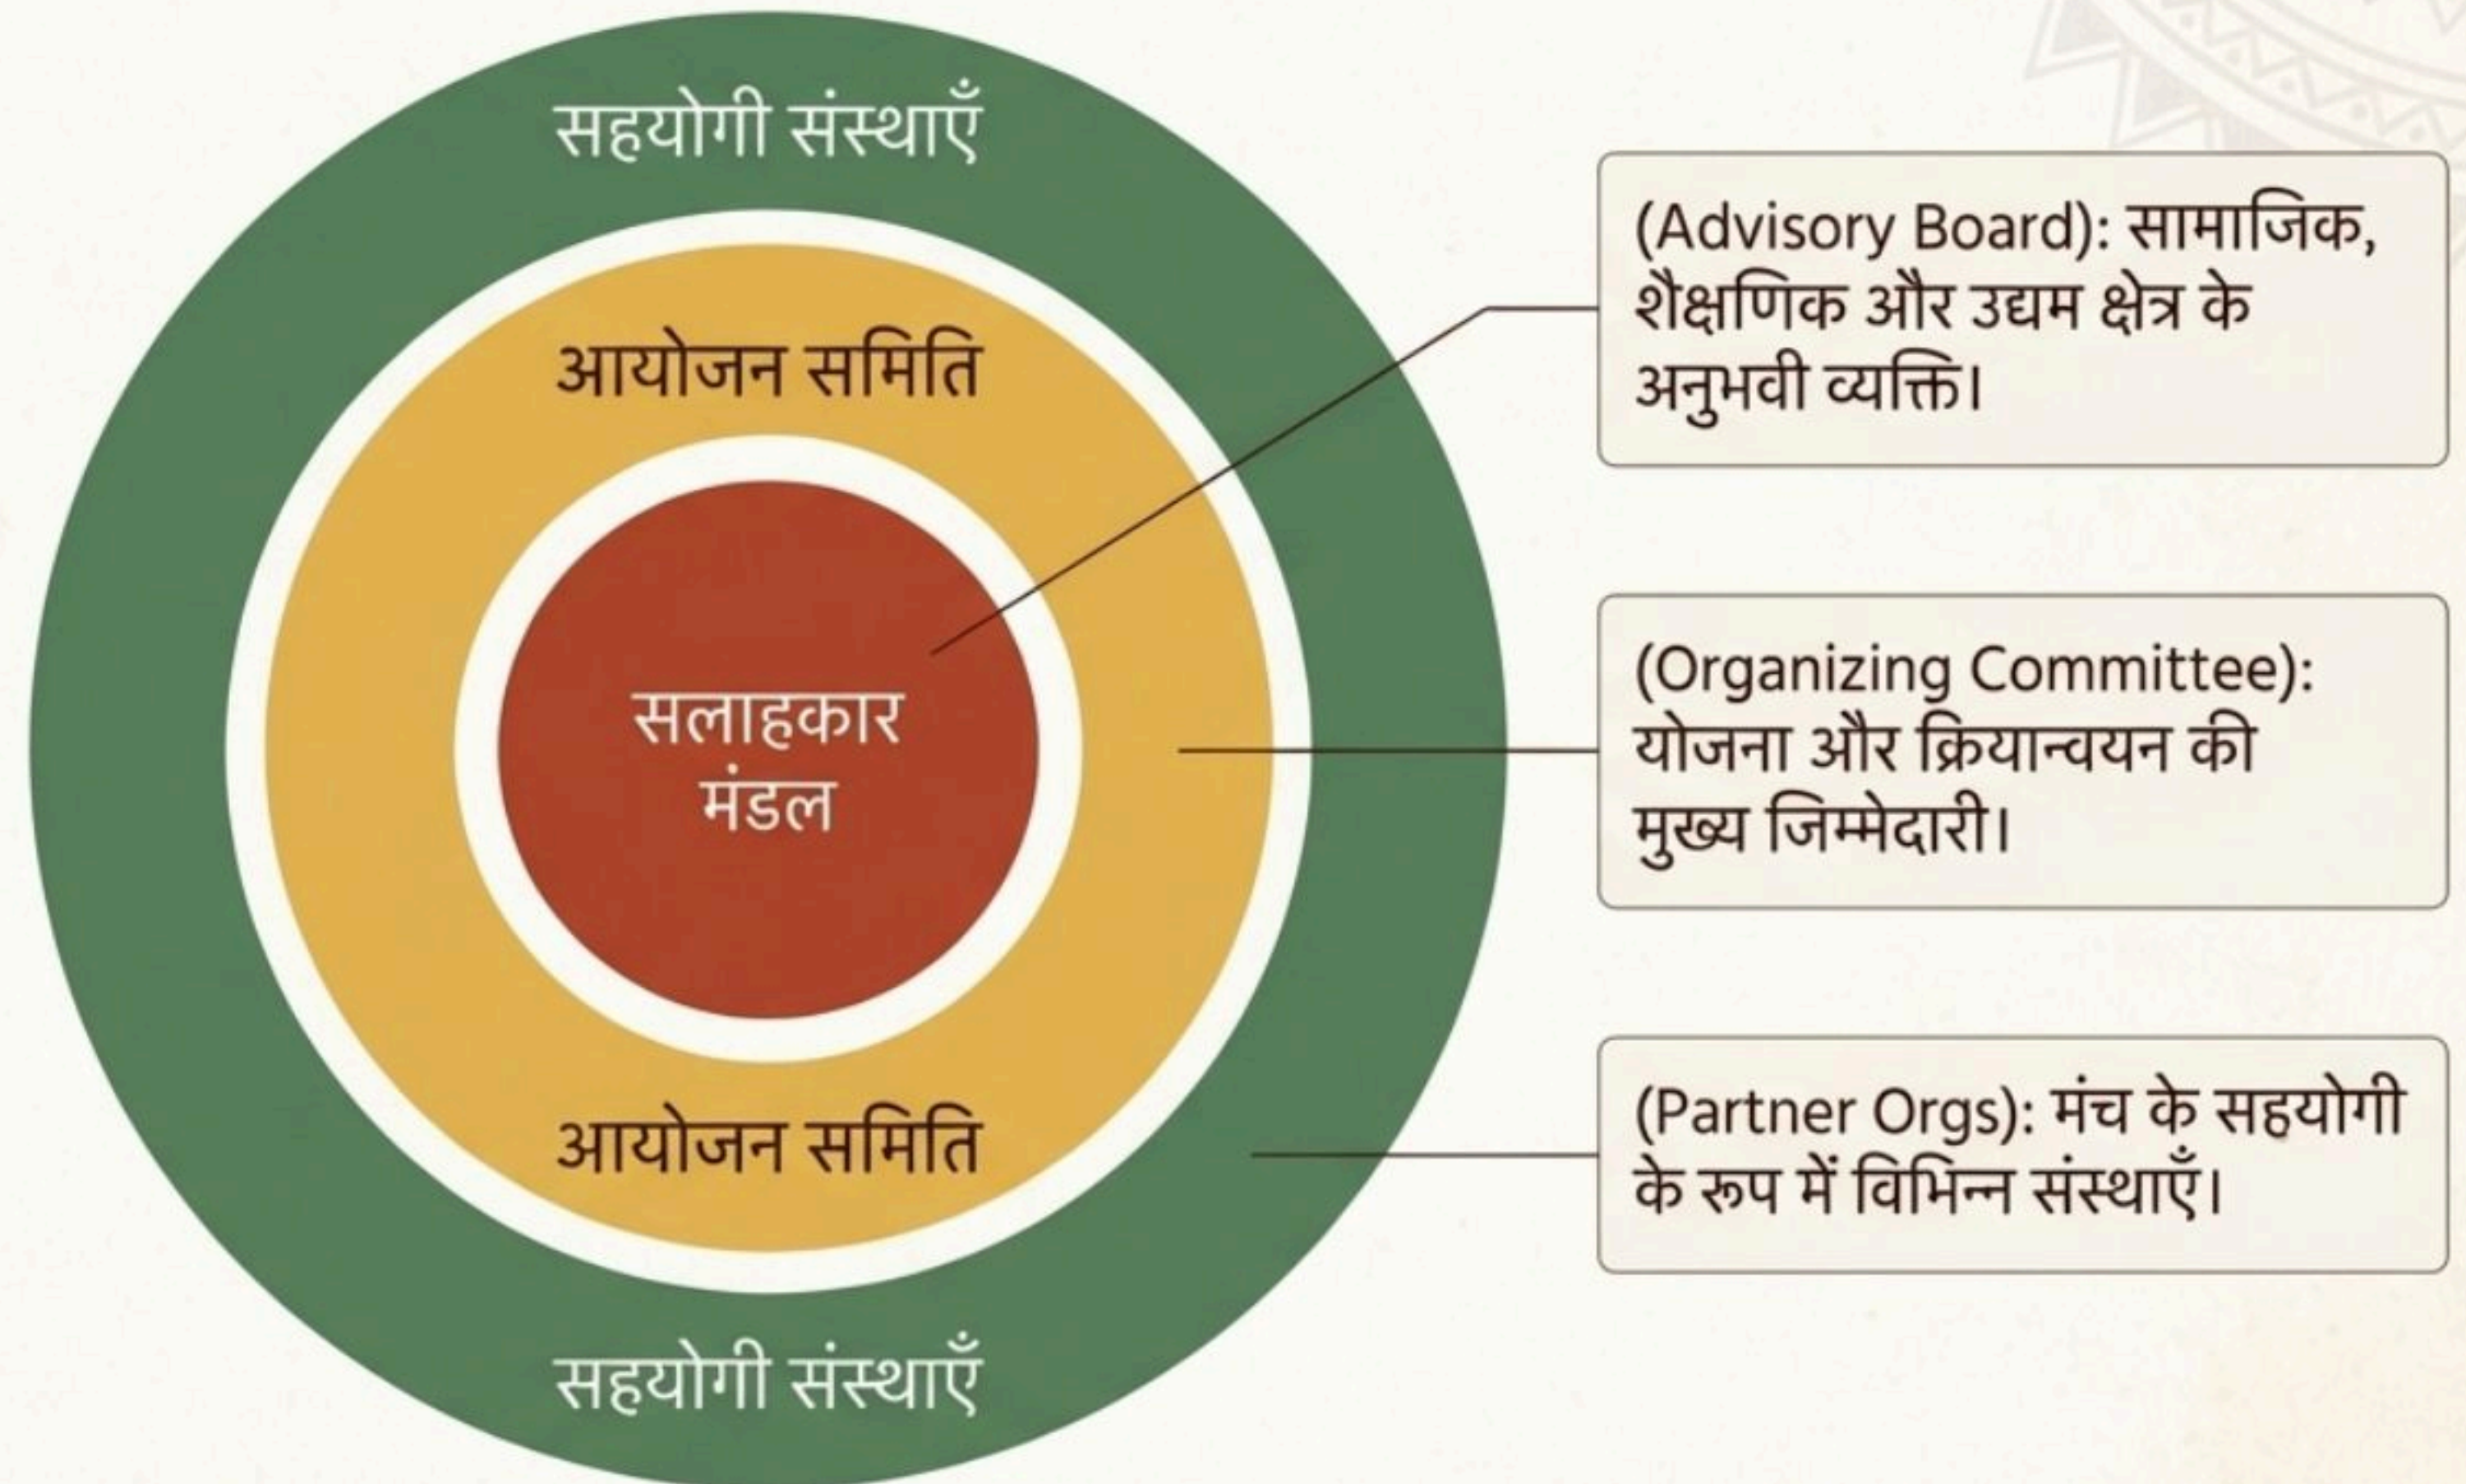 सहयोगी संस्थाएँ
आयोजन समिति
सलाहकार
मंडल
आयोजन समिति
सहयोगी संस्थाएँ
(Advisory Board): सामाजिक,
शैक्षणिक और उद्यम क्षेत्र के
अनुभवी व्यक्ति।
(Organizing Committee):
योजना और क्रियान्वयन की
मुख्य जिम्मेदारी।
(Partner Orgs): मंच के सहयोगी
के रूप में विभिन्न संस्थाएँ।